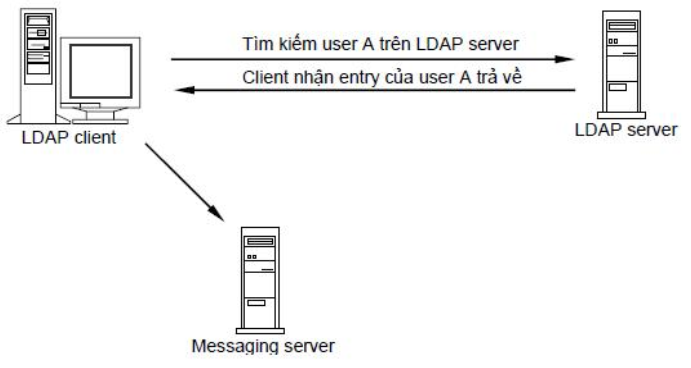 Tìm kiếm user A trên LDAP server
Client nhận entry của user A trả về
LDAP client
LDAP server
Messaging server